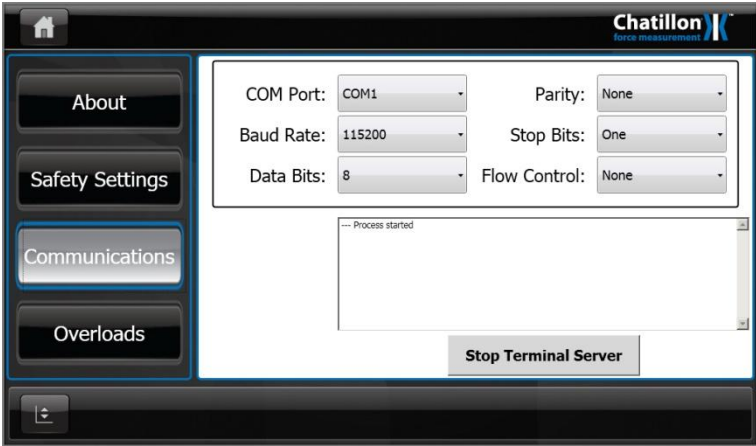 Chatillon™
force measurement
About
Safety Settings
Communications
Overloads
COM Port: COM1 Parity: None
Baud Rate: 115200 Stop Bits: One
Data Bits: 8 Flow Control: None
--- Process started
Stop Terminal Server